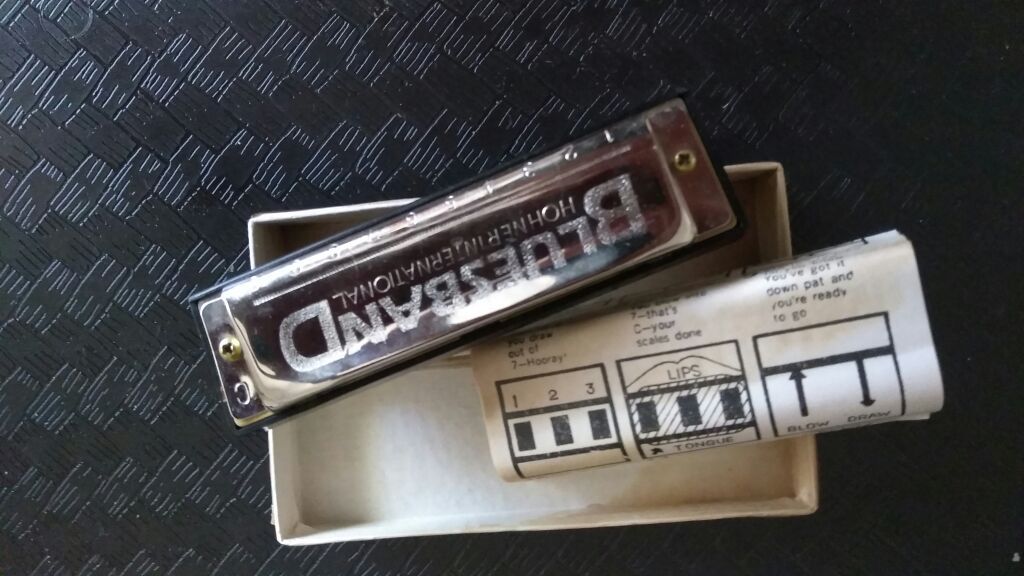 BLUESBAND
HOHNER INTERNATIONAL
C
you draw
out of
7-Hooray'
7-that's
C-your
scales done
You've got it
down pat and
you're ready
to go
1 2 3
LIPS
TONGUE
BLOW DRAW